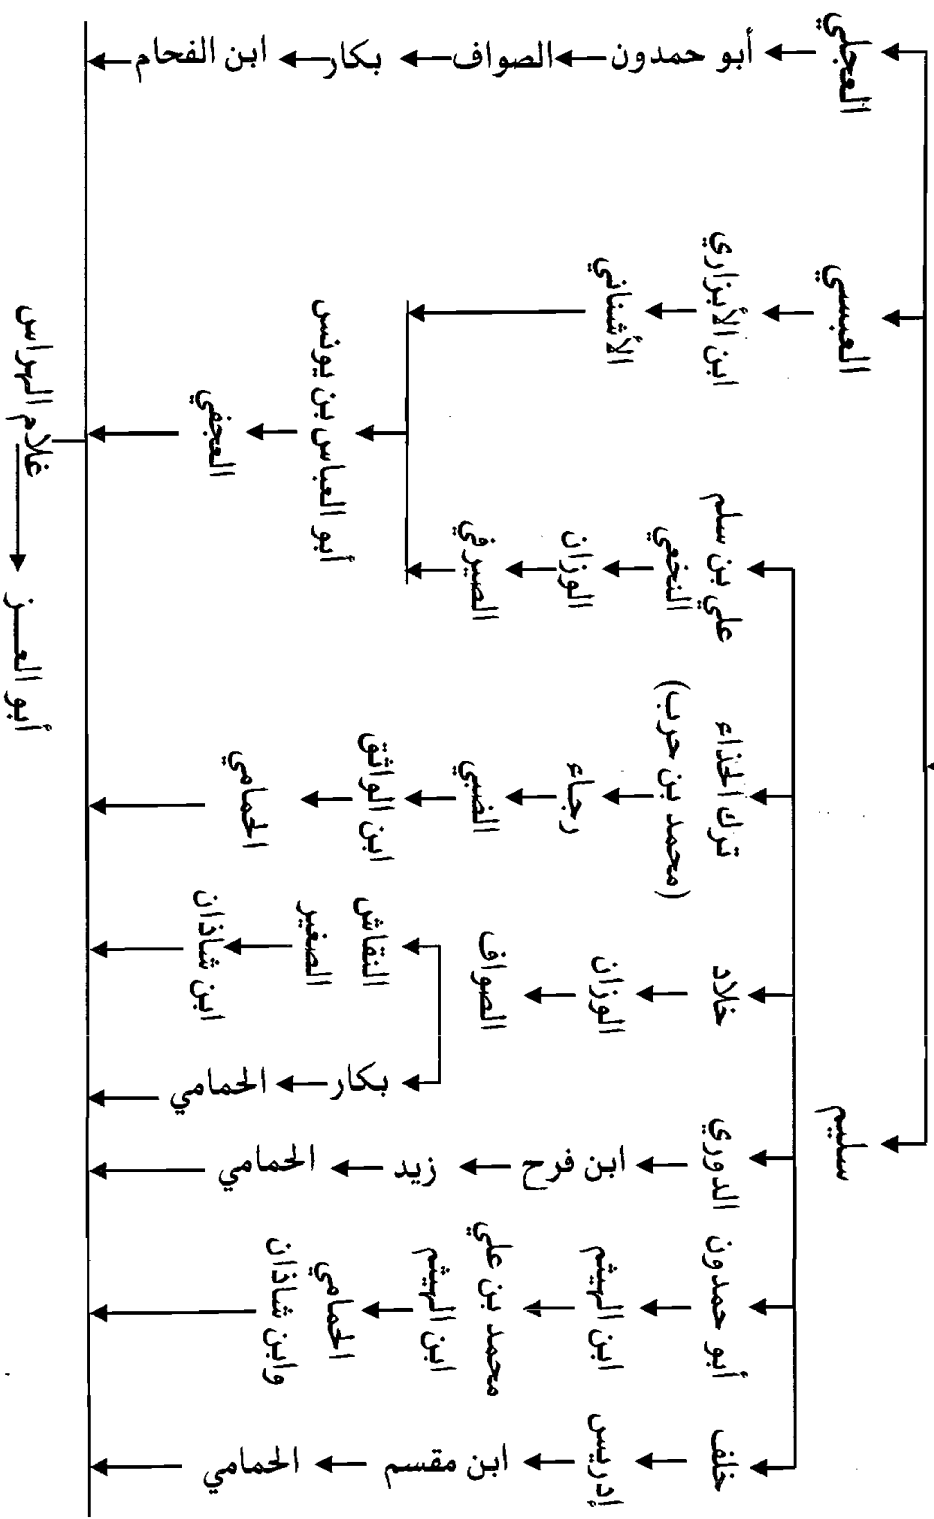 العجلي
أبو حمدون
الصواف
بكار
ابن الفحام
العبسي
ابن الأبزاري
الأشناني
سليم
علي بن سلم
النخعي
الوزان
الصيرفي
أبو العباس بن يونس
العجفي
ترك الحذاء
(محمد بن حرب)
رجاء
الضبي
ابن الواثق
الحمامي
خلاد
الوزان
الصواف
النقاش
الصغير
ابن شاذان
بكار
الحمامي
الدوري
ابن فرح
زيد
الحمامي
أبو حمدون
ابن الهيثم
محمد بن علي
ابن الهيثم
الحمامي
وابن شاذان
خلف
إدريس
ابن مقسم
الحمامي
غلام الهراس
أبو العـــز